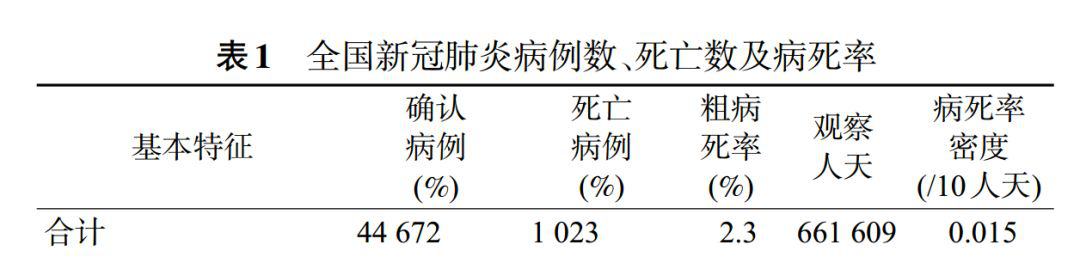 表1 全国新冠肺炎病例数、死亡数及病死率
基本特征
确认
病例
(%)
死亡
病例
(%)
粗病
死率
(%)
观察
人天
病死率
密度
(/10人天)
合计 44 672 1 023 2.3 661 609 0.015